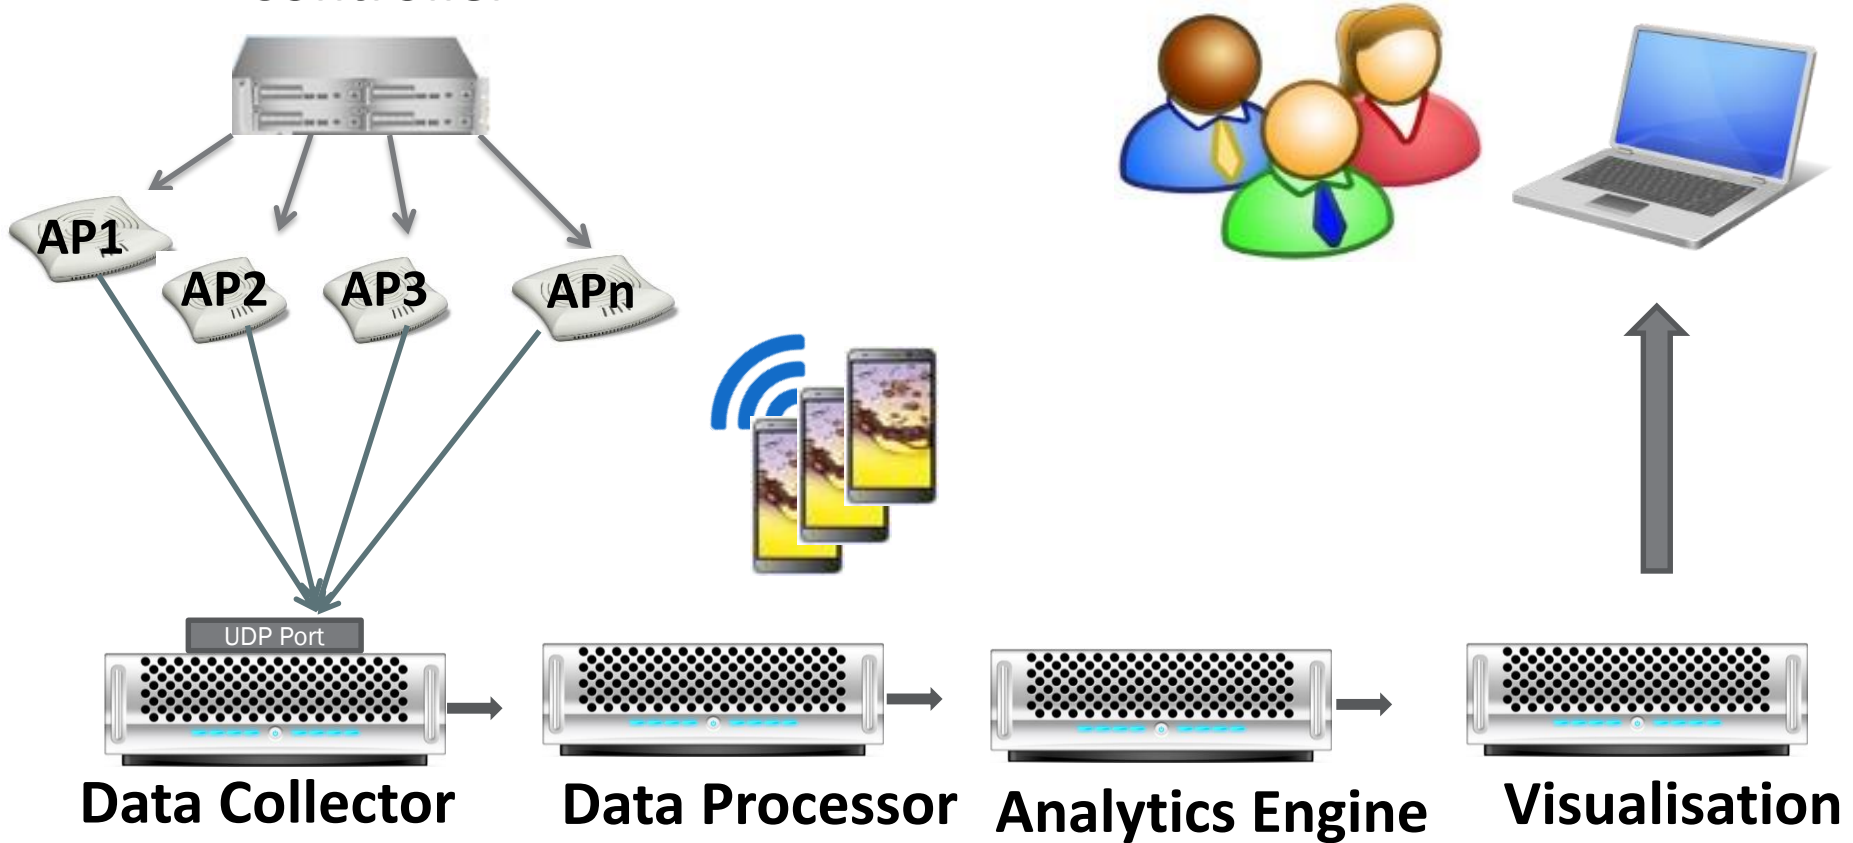 AP1
AP2
AP3
APn
UDP Port
Data Collector
Data Processor
Analytics Engine
Visualisation